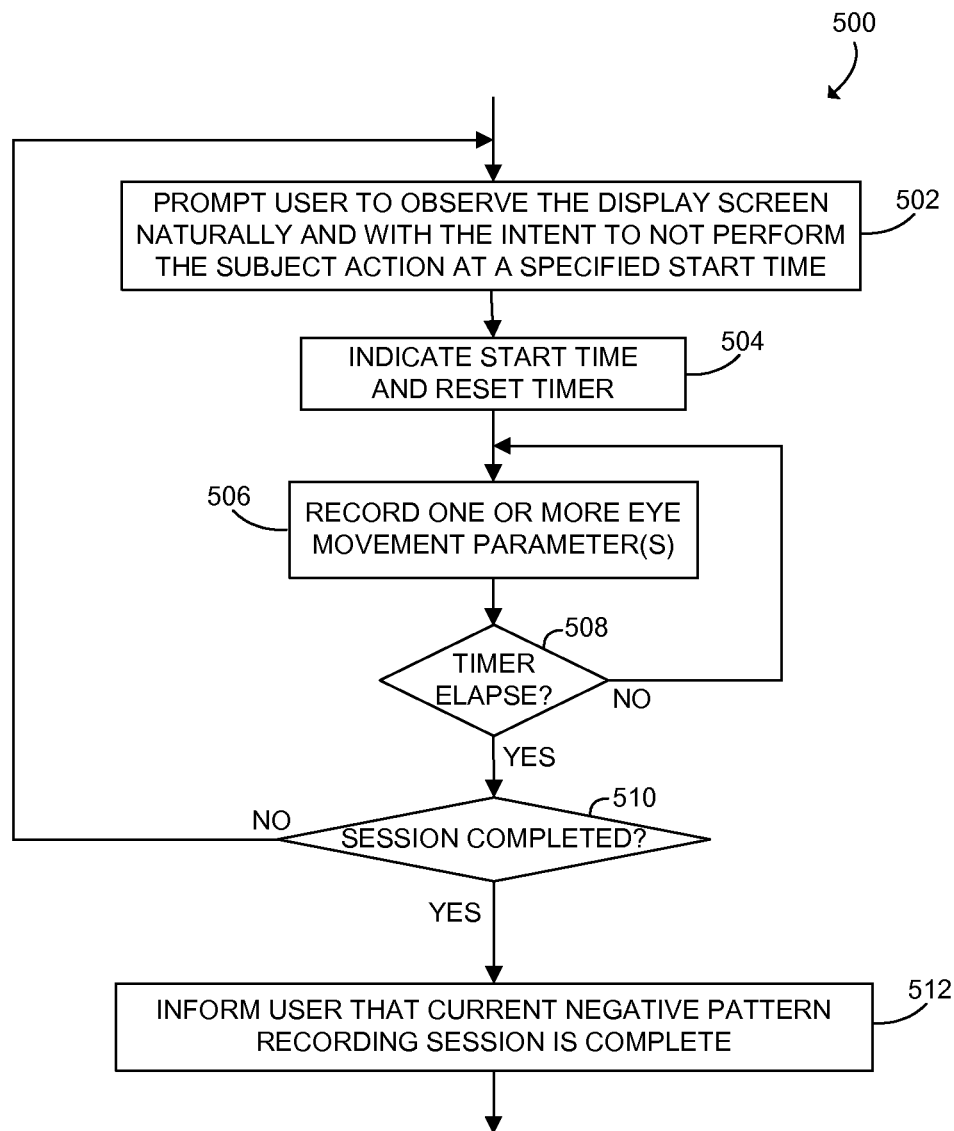 500
PROMPT USER TO OBSERVE THE DISPLAY SCREEN
NATURALLY AND WITH THE INTENT TO NOT PERFORM
THE SUBJECT ACTION AT A SPECIFIED START TIME
502
INDICATE START TIME
AND RESET TIMER
504
506
RECORD ONE OR MORE EYE
MOVEMENT PARAMETER(S)
508
TIMER
ELAPSE?
NO
YES
510
NO
SESSION COMPLETED?
YES
512
INFORM USER THAT CURRENT NEGATIVE PATTERN
RECORDING SESSION IS COMPLETE